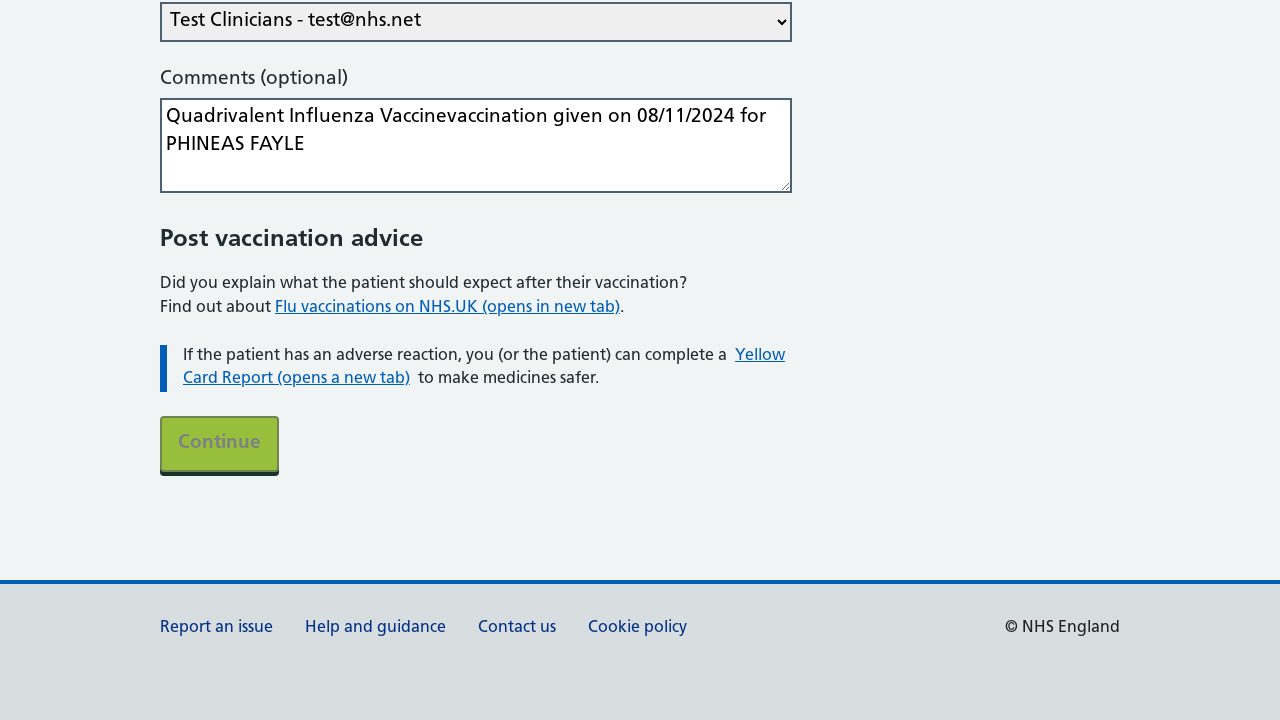 Test Clinicians - test@nhs.net
Comments (optional)
Quadrivalent Influenza Vaccinevaccination given on 08/11/2024 for
PHINEAS FAYLE
Post vaccination advice
Did you explain what the patient should expect after their vaccination?
Find out about Flu vaccinations on NHS.UK (opens in new tab).
If the patient has an adverse reaction, you (or the patient) can complete a Yellow
Card Report (opens a new tab) to make medicines safer.
Continue
Report an issue Help and guidance Contact us Cookie policy © NHS England